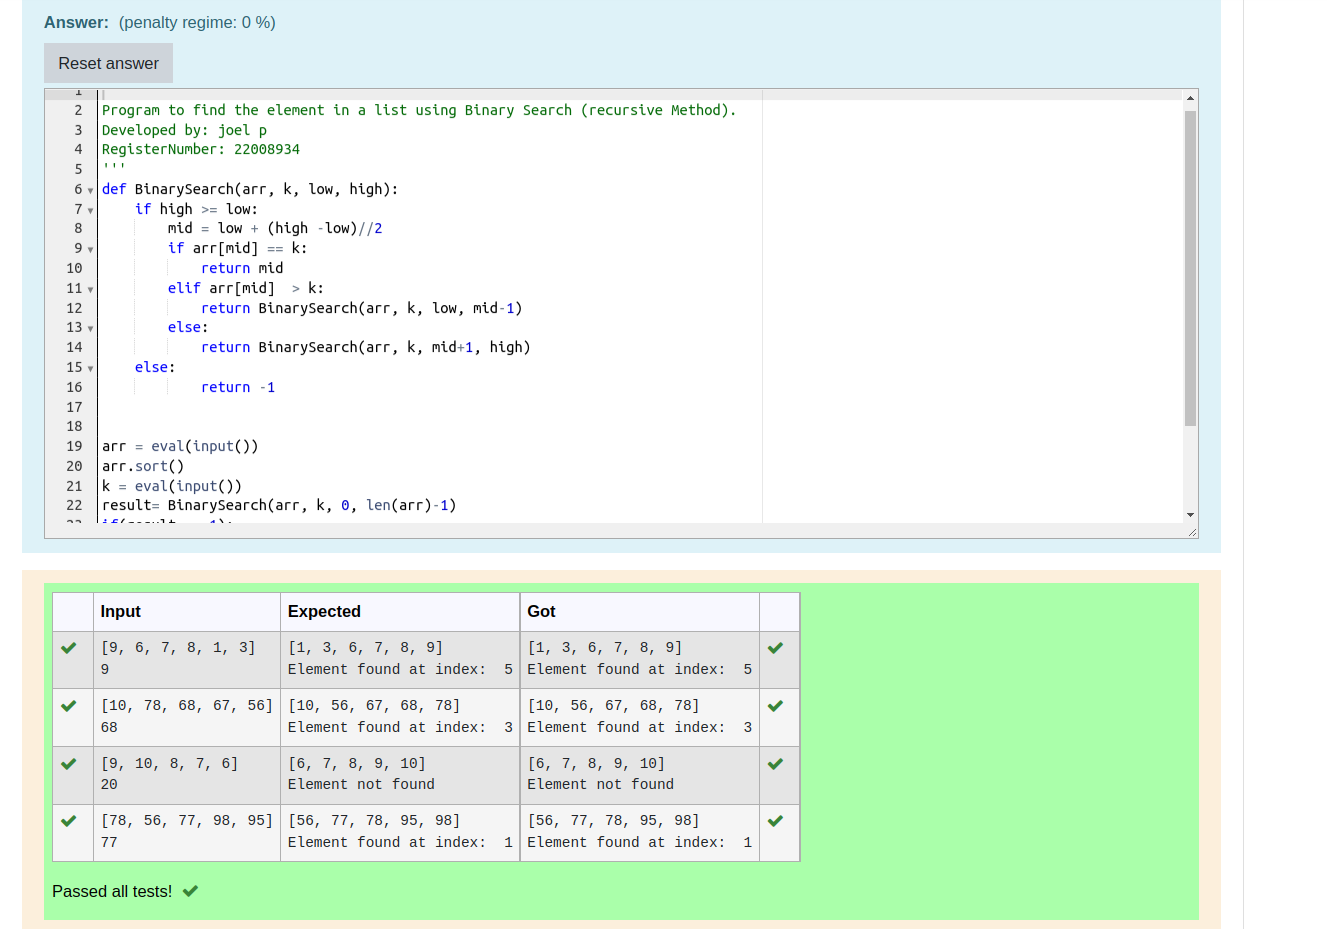 Answer: (penalty regime: 0 %)
Reset answer
1
2 Program to find the element in a list using Binary Search (recursive Method).
3 Developed by: joel p
4 RegisterNumber: 22008934
5 '''
6 def BinarySearch(arr, k, low, high):
7     if high >= low:
8         mid = low + (high -low)//2
9         if arr[mid] == k:
10             return mid
11         elif arr[mid]  > k:
12             return BinarySearch(arr, k, low, mid-1)
13         else:
14             return BinarySearch(arr, k, mid+1, high)
15     else:
16             return -1
17
18
19 arr = eval(input())
20 arr.sort()
21 k = eval(input())
22 result= BinarySearch(arr, k, 0, len(arr)-1)
Input Expected Got
[9, 6, 7, 8, 1, 3] [1, 3, 6, 7, 8, 9] [1, 3, 6, 7, 8, 9]
9 Element found at index:  5 Element found at index:  5
[10, 78, 68, 67, 56] [10, 56, 67, 68, 78] [10, 56, 67, 68, 78]
68 Element found at index:  3 Element found at index:  3
[9, 10, 8, 7, 6] [6, 7, 8, 9, 10] [6, 7, 8, 9, 10]
20 Element not found Element not found
[78, 56, 77, 98, 95] [56, 77, 78, 95, 98] [56, 77, 78, 95, 98]
77 Element found at index:  1 Element found at index:  1
Passed all tests!